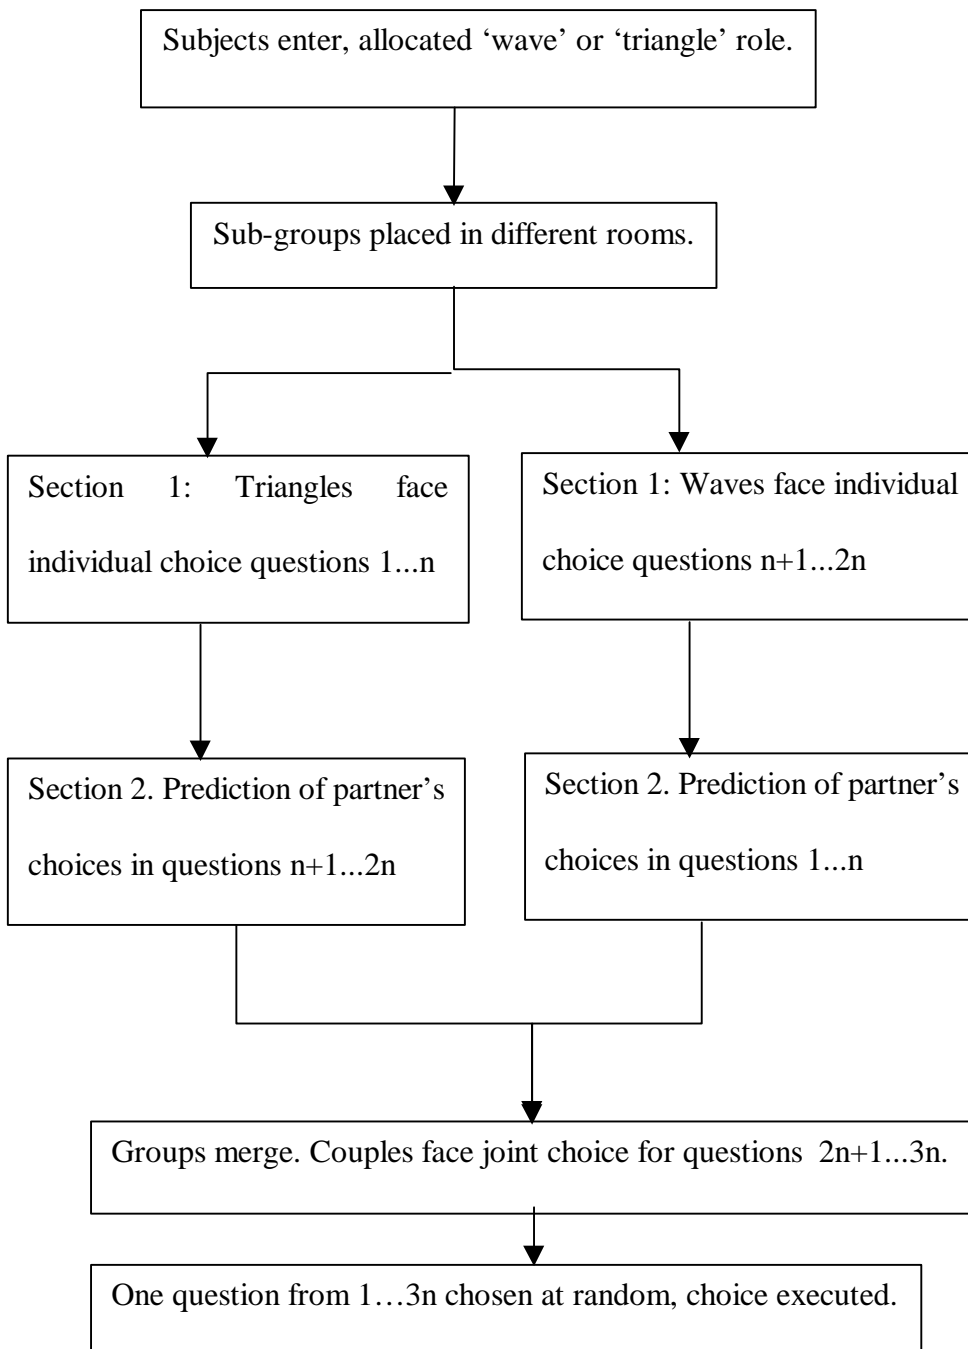 Subjects enter, allocated ‘wave’ or ‘triangle’ role.
Sub-groups placed in different rooms.
Section 1: Triangles face
individual choice questions 1...n
Section 1: Waves face individual
choice questions n+1...2n
Section 2. Prediction of partner’s
choices in questions n+1...2n
Section 2. Prediction of partner’s
choices in questions 1...n
Groups merge. Couples face joint choice for questions 2n+1...3n.
One question from 1…3n chosen at random, choice executed.